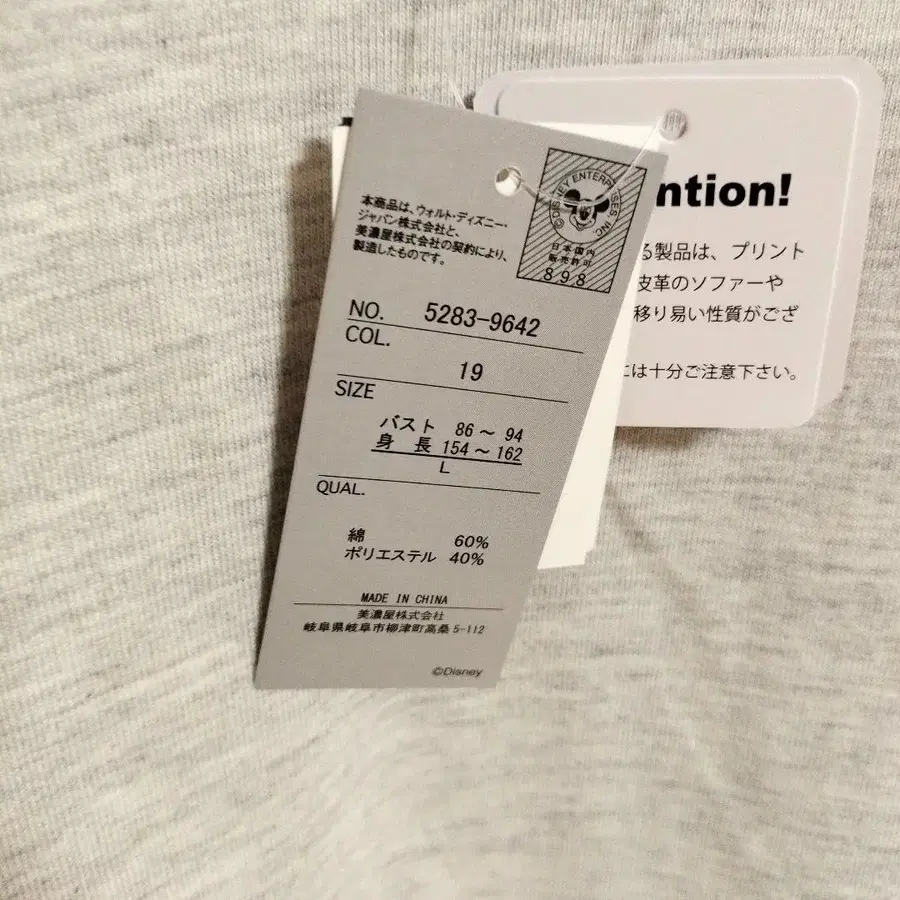 本商品は、ウォルト・ディズニー・
ジャパン株式会社と、
美濃屋株式会社の契約により、
製造したものです。
©DISNEY ENTERPRISES, INC.
日本国内
販売許可
898
NO. 5283-9642
COL.
19
SIZE
バスト 86～94
身 長 154～162
L
QUAL.
綿 60%
ポリエステル 40%
MADE IN CHINA
美濃屋株式会社
岐阜県岐阜市柳津町高桑5-112
©Disney
ntion!
る製品は、プリント
皮革のソファーや
移り易い性質がござ
には十分ご注意下さい。